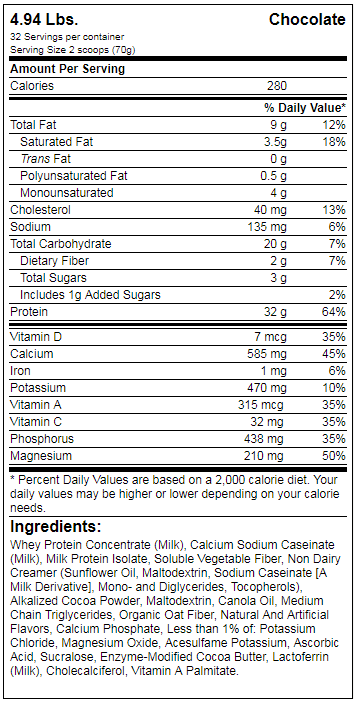 4.94 Lbs. Chocolate
32 Servings per container
Serving Size 2 scoops (70g)
Amount Per Serving
Calories 280
% Daily Value*
Total Fat 9 g 12%
Saturated Fat 3.5g 18%
Trans Fat 0 g
Polyunsaturated Fat 0.5 g
Monounsaturated 4 g
Cholesterol 40 mg 13%
Sodium 135 mg 6%
Total Carbohydrate 20 g 7%
Dietary Fiber 2 g 7%
Total Sugars 3 g
Includes 1g Added Sugars 2%
Protein 32 g 64%
Vitamin D 7 mcg 35%
Calcium 585 mg 45%
Iron 1 mg 6%
Potassium 470 mg 10%
Vitamin A 315 mcg 35%
Vitamin C 32 mg 35%
Phosphorus 438 mg 35%
Magnesium 210 mg 50%
* Percent Daily Values are based on a 2,000 calorie diet. Your
daily values may be higher or lower depending on your calorie
needs.
Ingredients:
Whey Protein Concentrate (Milk), Calcium Sodium Caseinate
(Milk), Milk Protein Isolate, Soluble Vegetable Fiber, Non Dairy
Creamer (Sunflower Oil, Maltodextrin, Sodium Caseinate [A
Milk Derivative], Mono- and Diglycerides, Tocopherols),
Alkalized Cocoa Powder, Maltodextrin, Canola Oil, Medium
Chain Triglycerides, Organic Oat Fiber, Natural And Artificial
Flavors, Calcium Phosphate, Less than 1% of: Potassium
Chloride, Magnesium Oxide, Acesulfame Potassium, Ascorbic
Acid, Sucralose, Enzyme-Modified Cocoa Butter, Lactoferrin
(Milk), Cholecalciferol, Vitamin A Palmitate.